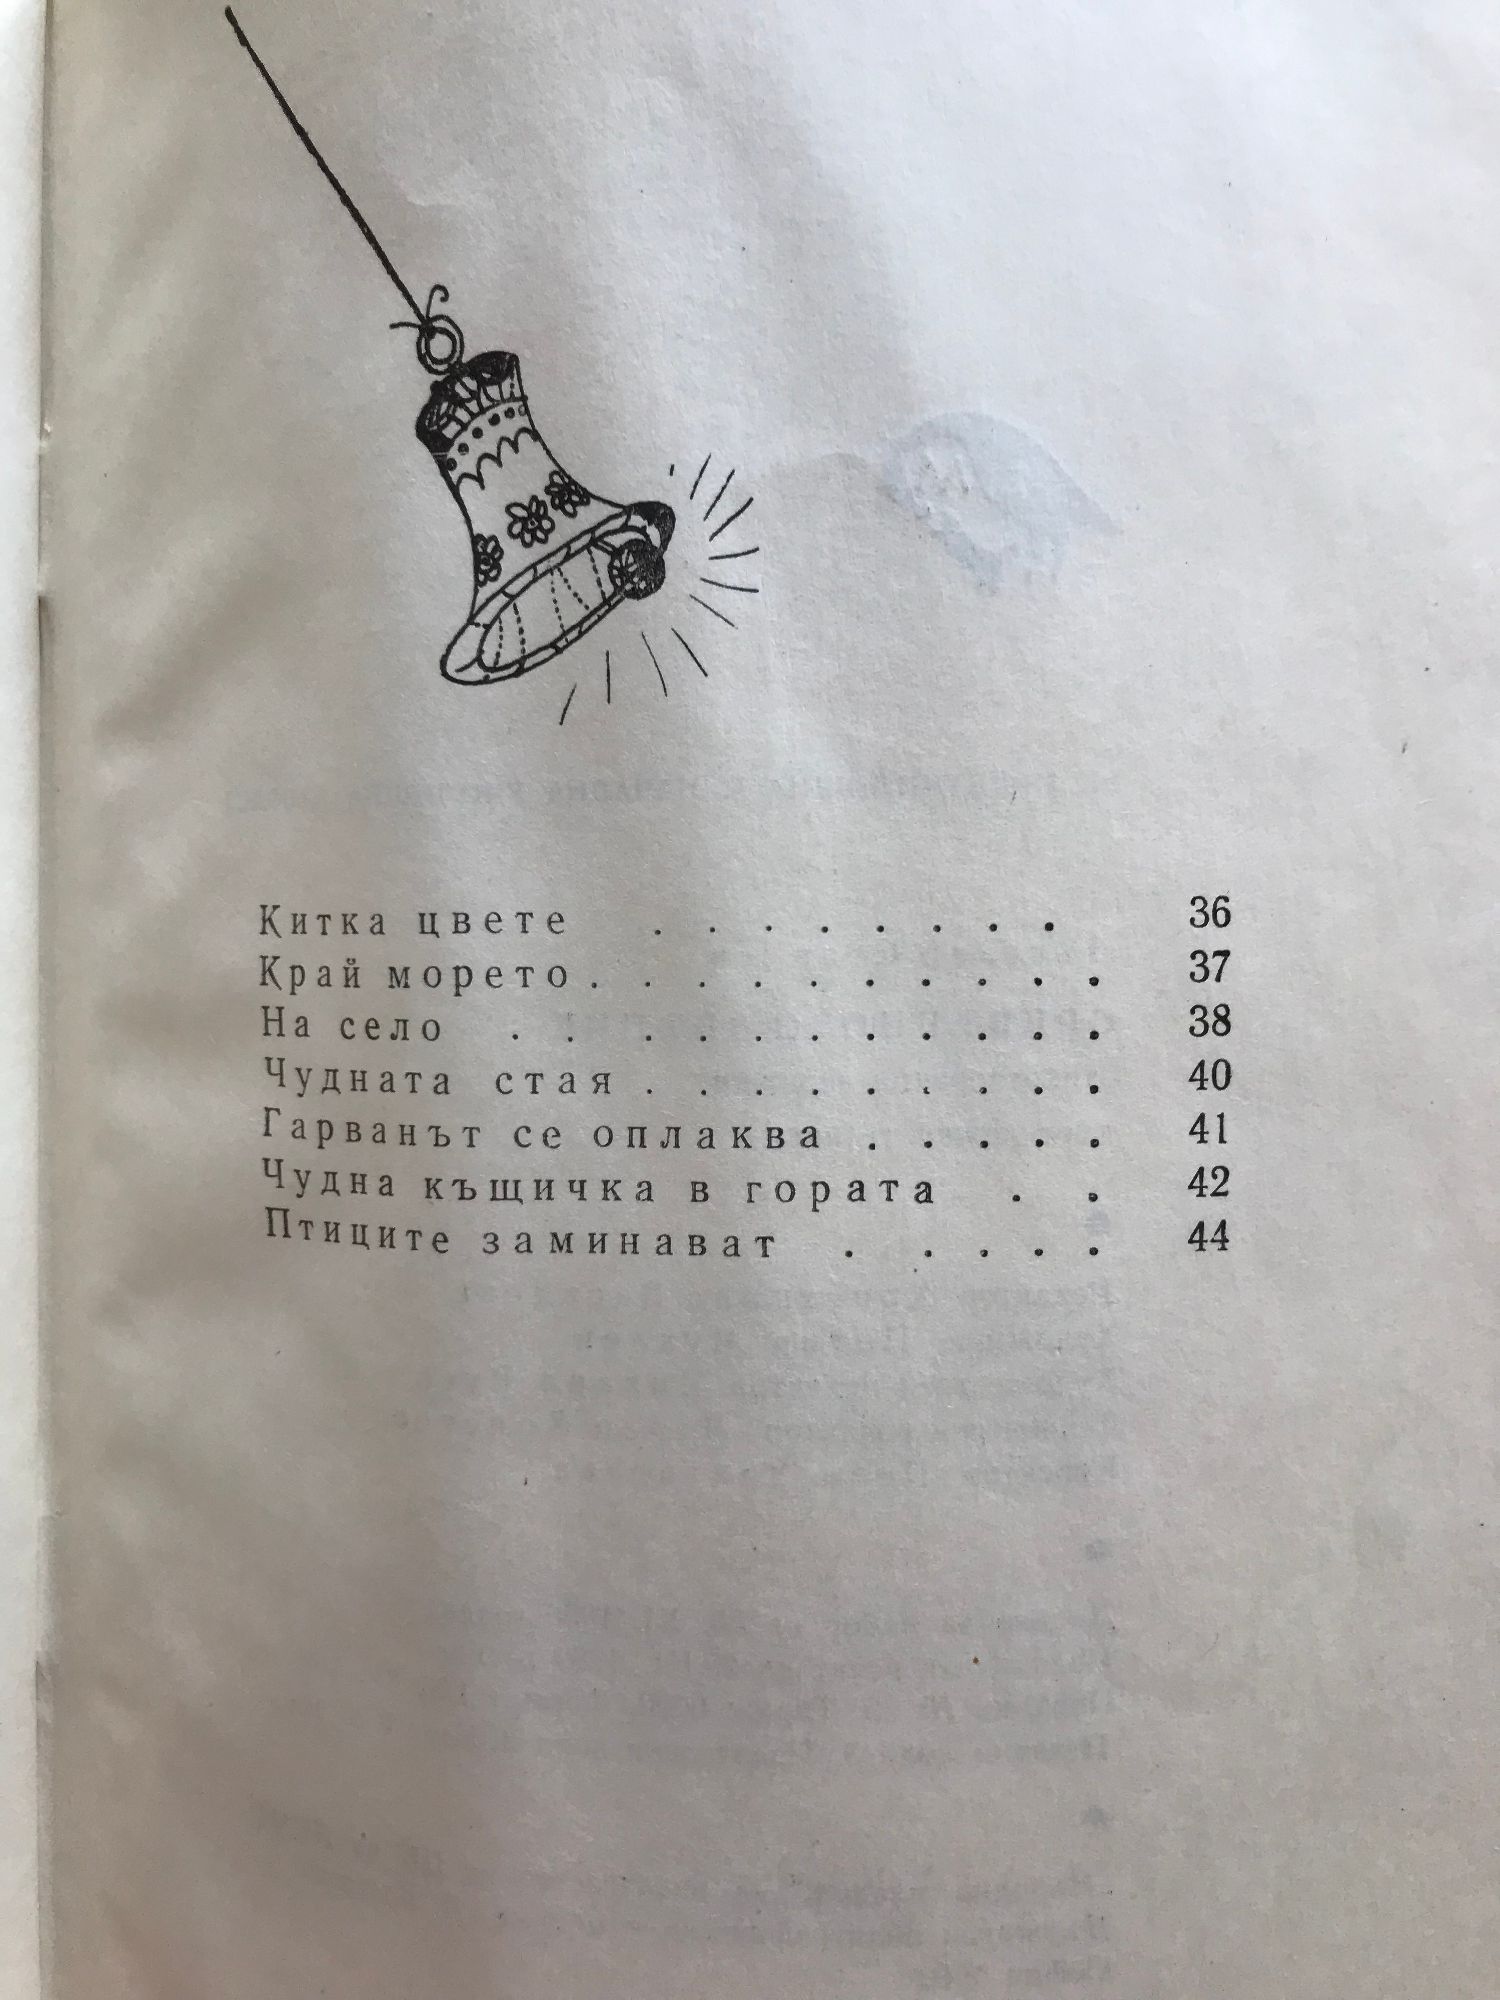 Китка цвете . . . . . . . . 36
Край морето . . . . . . . . . . 37
На село . . . . . . . . . . . 38
Чудната стая . . . . . . . . . 40
Гарванът се оплаква . . . . . 41
Чудна къщичка в гората . . 42
Птиците заминават . . . . . 44